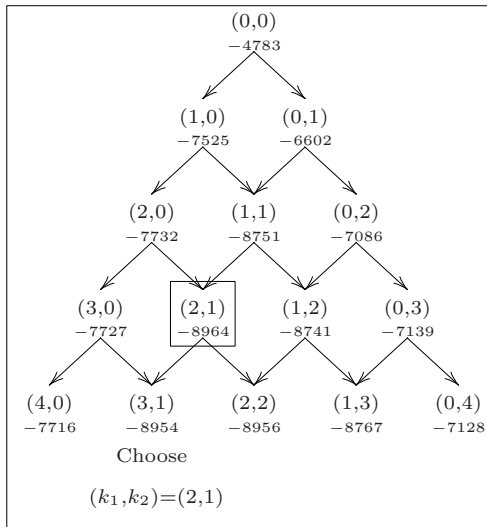 (0,0)
−4783
(1,0) (0,1)
−7525 −6602
(2,0) (1,1) (0,2)
−7732 −8751 −7086
(3,0) (2,1) (1,2) (0,3)
−7727 −8964 −8741 −7139
(4,0) (3,1) (2,2) (1,3) (0,4)
−7716 −8954 −8956 −8767 −7128
Choose
(k₁,k₂)=(2,1)